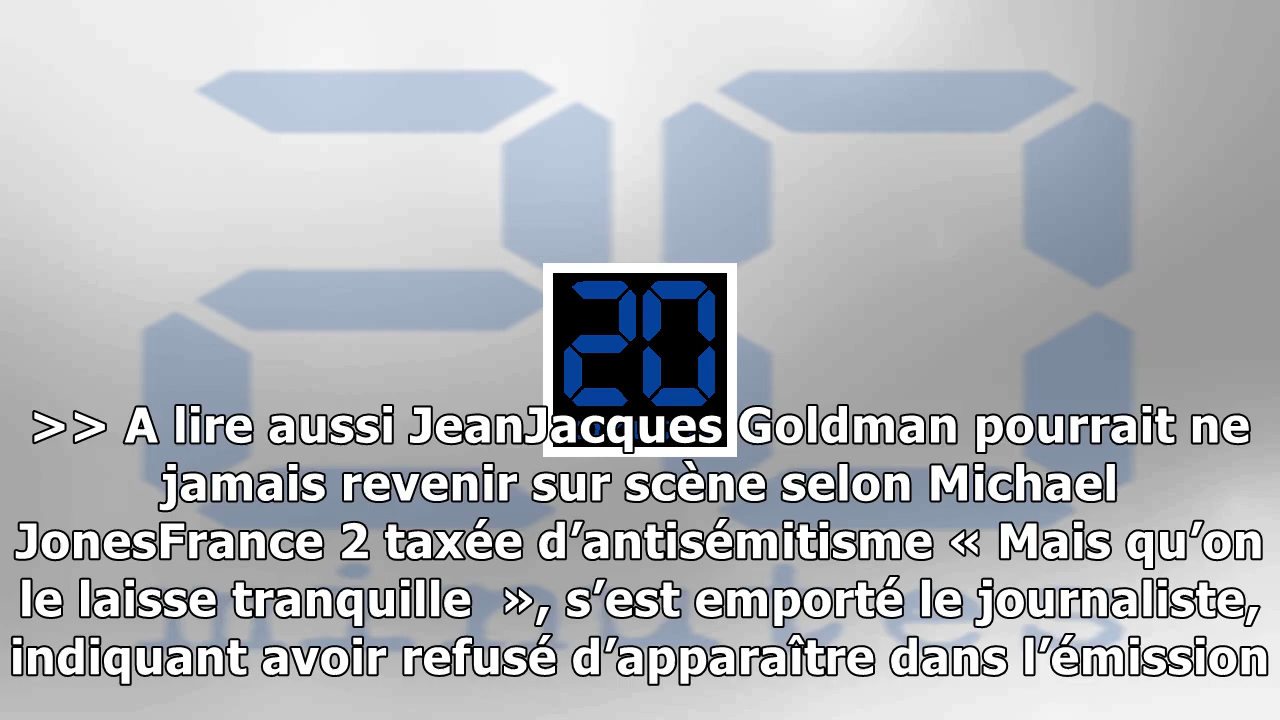 20
>> A lire aussi JeanJacques Goldman pourrait ne
jamais revenir sur scène selon Michael
JonesFrance 2 taxée d’antisémitisme « Mais qu’on
le laisse tranquille  », s’est emporté le journaliste,
indiquant avoir refusé d’apparaître dans l’émission